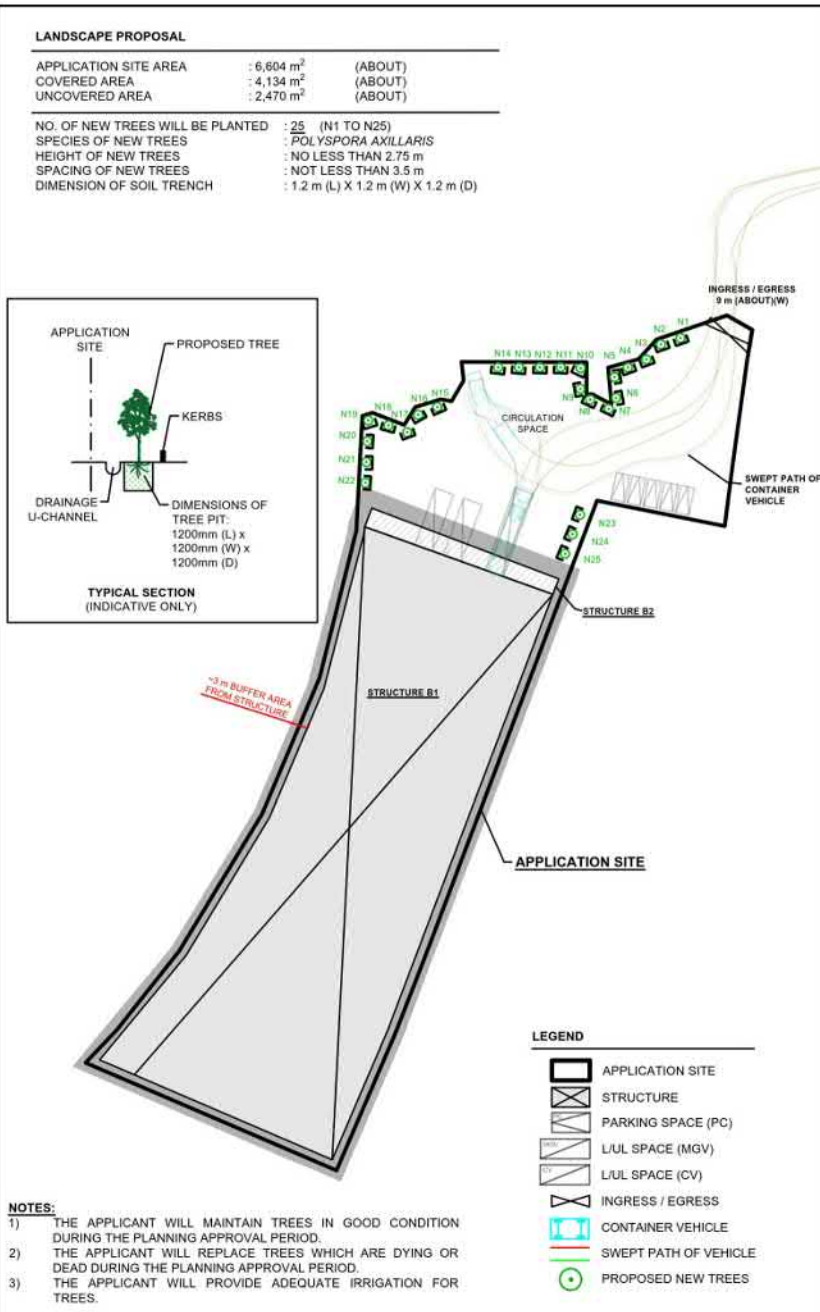 LANDSCAPE PROPOSAL
APPLICATION SITE AREA : 6,604 m² (ABOUT)
COVERED AREA : 4,134 m² (ABOUT)
UNCOVERED AREA : 2,470 m² (ABOUT)
NO. OF NEW TREES WILL BE PLANTED : 25 (N1 TO N25)
SPECIES OF NEW TREES : POLYSPORA AXILLARIS
HEIGHT OF NEW TREES : NO LESS THAN 2.75 m
SPACING OF NEW TREES : NOT LESS THAN 3.5 m
DIMENSION OF SOIL TRENCH : 1.2 m (L) X 1.2 m (W) X 1.2 m (D)
APPLICATION
SITE
PROPOSED TREE
KERBS
DRAINAGE
U-CHANNEL
DIMENSIONS OF
TREE PIT:
1200mm (L) x
1200mm (W) x
1200mm (D)
TYPICAL SECTION
(INDICATIVE ONLY)
INGRESS / EGRESS
9 m (ABOUT)(W)
N1
N2
N3
N4
N5
N6
N7
N8
N9
N10
N11
N12
N13
N14
N15
N16
N17
N18
N19
N20
N21
N22
CIRCULATION
SPACE
SWEPT PATH OF
CONTAINER
VEHICLE
N23
N24
N25
STRUCTURE B2
STRUCTURE B1
~3 m BUFFER AREA
FROM STRUCTURE
APPLICATION SITE
LEGEND
APPLICATION SITE
STRUCTURE
PARKING SPACE (PC)
L/UL SPACE (MGV)
L/UL SPACE (CV)
INGRESS / EGRESS
CONTAINER VEHICLE
SWEPT PATH OF VEHICLE
PROPOSED NEW TREES
NOTES:
1) THE APPLICANT WILL MAINTAIN TREES IN GOOD CONDITION
DURING THE PLANNING APPROVAL PERIOD.
2) THE APPLICANT WILL REPLACE TREES WHICH ARE DYING OR
DEAD DURING THE PLANNING APPROVAL PERIOD.
3) THE APPLICANT WILL PROVIDE ADEQUATE IRRIGATION FOR
TREES.